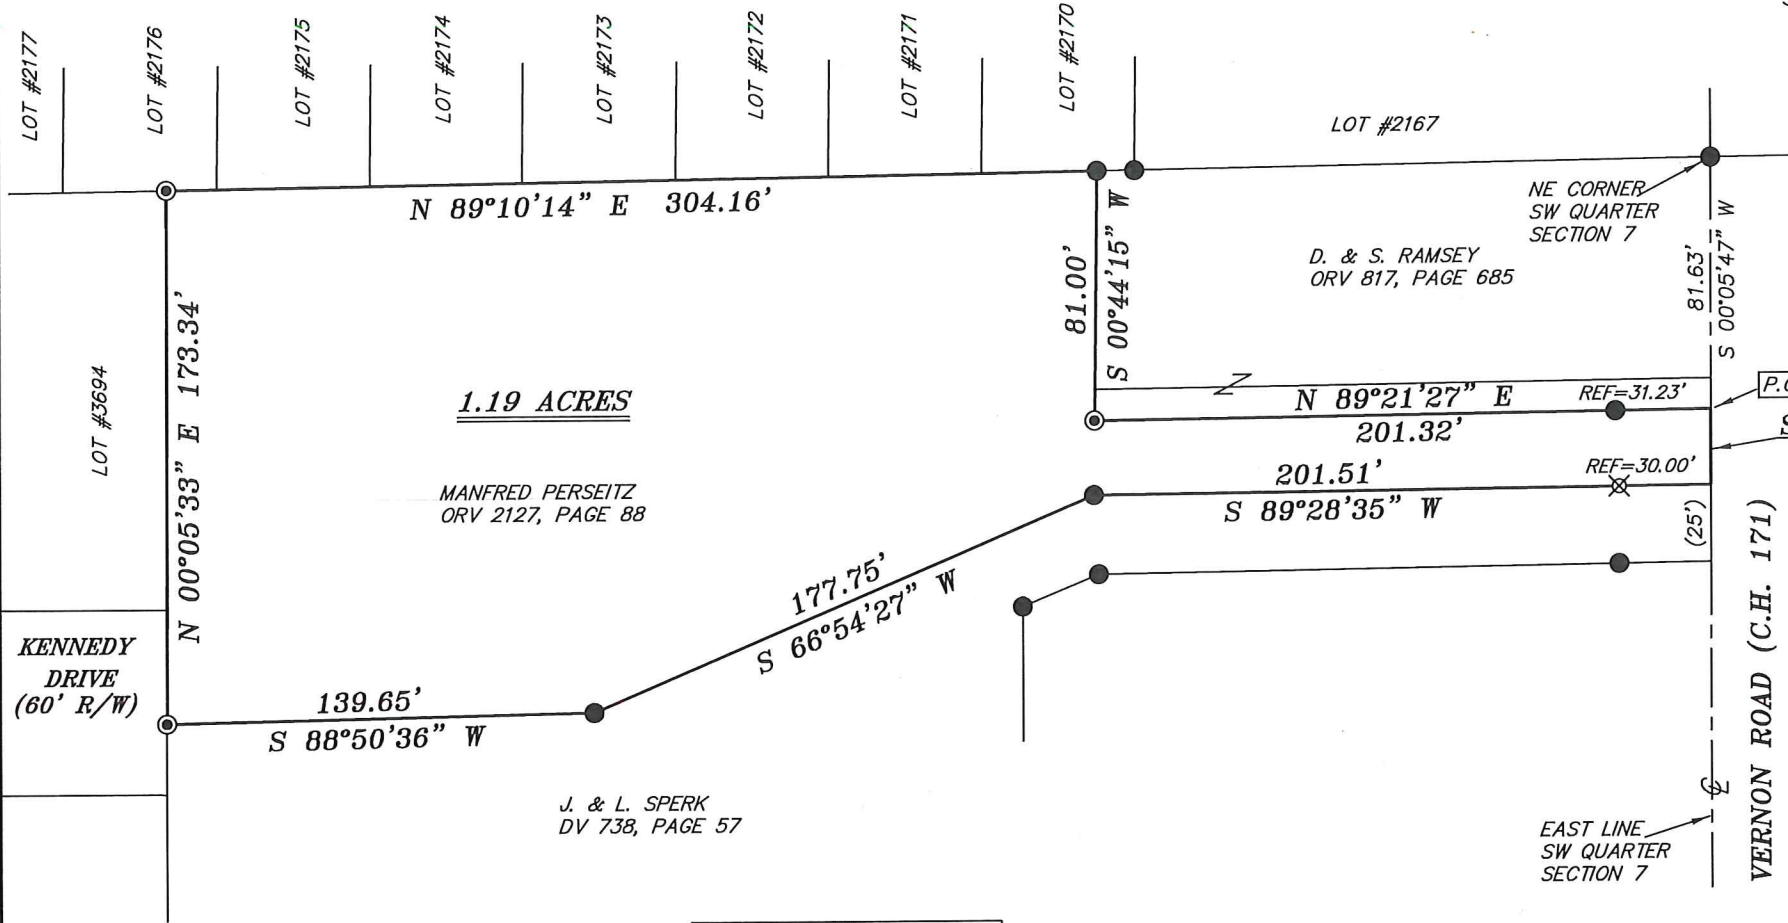 LOT #2177
LOT #2176
LOT #2175
LOT #2174
LOT #2173
LOT #2172
LOT #2171
LOT #2170
LOT #2167
N 89°10'14" E 304.16'
NE CORNER
SW QUARTER
SECTION 7
81.63'
S 00°05'47" W
D. & S. RAMSEY
ORV 817, PAGE 685
81.00'
S 00°44'15" W
N 00°05'33" E 173.34'
LOT #3694
1.19 ACRES
MANFRED PERSEITZ
ORV 2127, PAGE 88
N 89°21'27" E
REF=31.23'
201.32'
201.51'
REF=30.00'
S 89°28'35" W
(25')
177.75'
S 66°54'27" W
KENNEDY
DRIVE
(60' R/W)
139.65'
S 88°50'36" W
J. & L. SPERK
DV 738, PAGE 57
EAST LINE
SW QUARTER
SECTION 7
VERNON ROAD (C.H. 171)